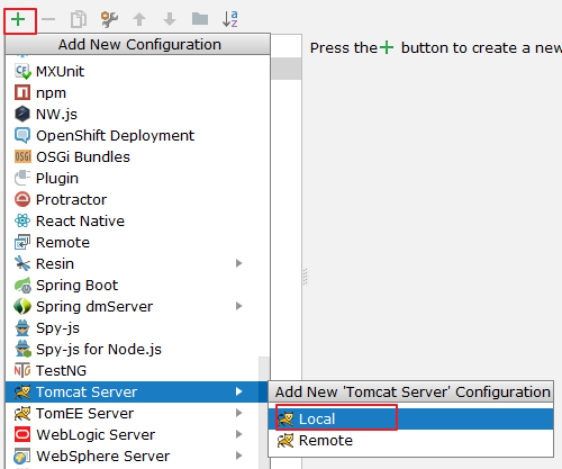 Add New Configuration
Press the + button to create a new
MXUnit
npm
NW.js
OpenShift Deployment
OSGi Bundles
Plugin
Protractor
React Native
Remote
Resin
Spring Boot
Spring dmServer
Spy-js
Spy-js for Node.js
TestNG
Tomcat Server
Add New 'Tomcat Server' Configuration
TomEE Server
Local
WebLogic Server
Remote
WebSphere Server